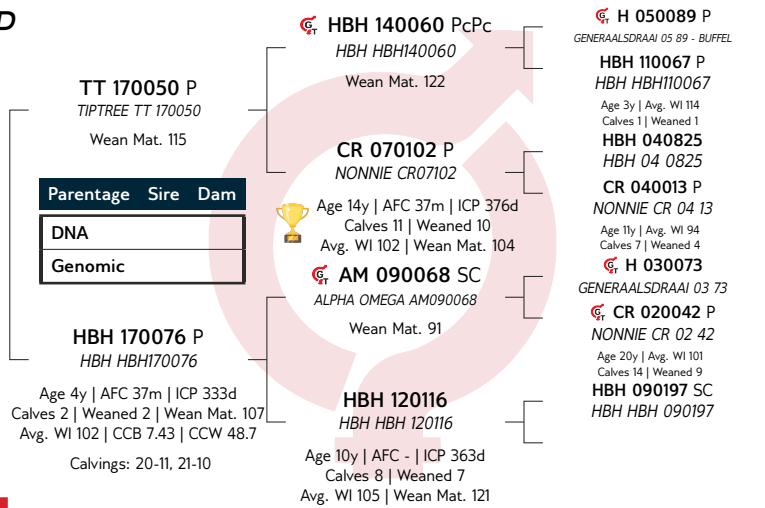 D
TT 170050 P
TIPTREE TT 170050
Wean Mat. 115
Parentage Sire Dam
DNA
Genomic
HBH 170076 P
HBH HBH170076
Age 4y | AFC 37m | ICP 333d
Calves 2 | Weaned 2 | Wean Mat. 107
Avg. WI 102 | CCB 7.43 | CCW 48.7
Calvings: 20-11, 21-10
GT HBH 140060 PcPc
HBH HBH140060
Wean Mat. 122
CR 070102 P
NONNIE CR07102
Age 14y | AFC 37m | ICP 376d
Calves 11 | Weaned 10
Avg. WI 102 | Wean Mat. 104
GT AM 090068 SC
ALPHA OMEGA AM090068
Wean Mat. 91
HBH 120116
HBH HBH 120116
Age 10y | AFC - | ICP 363d
Calves 8 | Weaned 7
Avg. WI 105 | Wean Mat. 121
GT H 050089 P
GENERAALSDRAAI 05 89 - BUFFEL
HBH 110067 P
HBH HBH110067
Age 3y | Avg. WI 114
Calves 1 | Weaned 1
HBH 040825
HBH 04 0825
CR 040013 P
NONNIE CR 04 13
Age 11y | Avg. WI 94
Calves 7 | Weaned 4
GT H 030073
GENERAALSDRAAI 03 73
GT CR 020042 P
NONNIE CR 02 42
Age 20y | Avg. WI 101
Calves 14 | Weaned 9
HBH 090197 SC
HBH HBH 090197